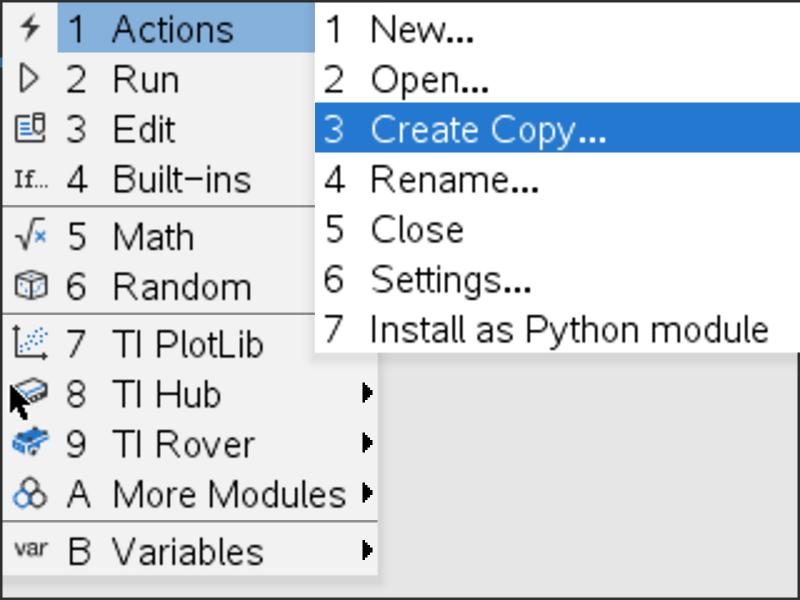 1 Actions
2 Run
3 Edit
If... 4 Built-ins
5 Math
6 Random
7 TI PlotLib
8 TI Hub
9 TI Rover
A More Modules
var B Variables
1 New...
2 Open...
3 Create Copy...
4 Rename...
5 Close
6 Settings...
7 Install as Python module